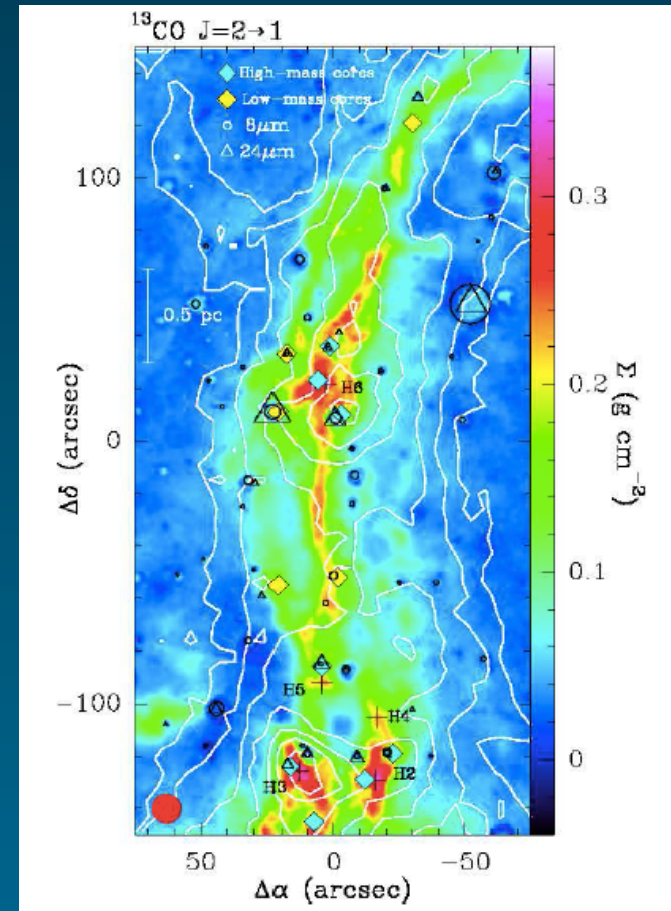 ¹³CO J=2→1
High-mass cores
Low-mass cores
8μm
24μm
100
0
-100
0.5 pc
H6
H5
H4
H3
H2
50
0
-50
Δα (arcsec)
Δδ (arcsec)
0.3
0.2
0.1
0
Σ (g cm⁻²)